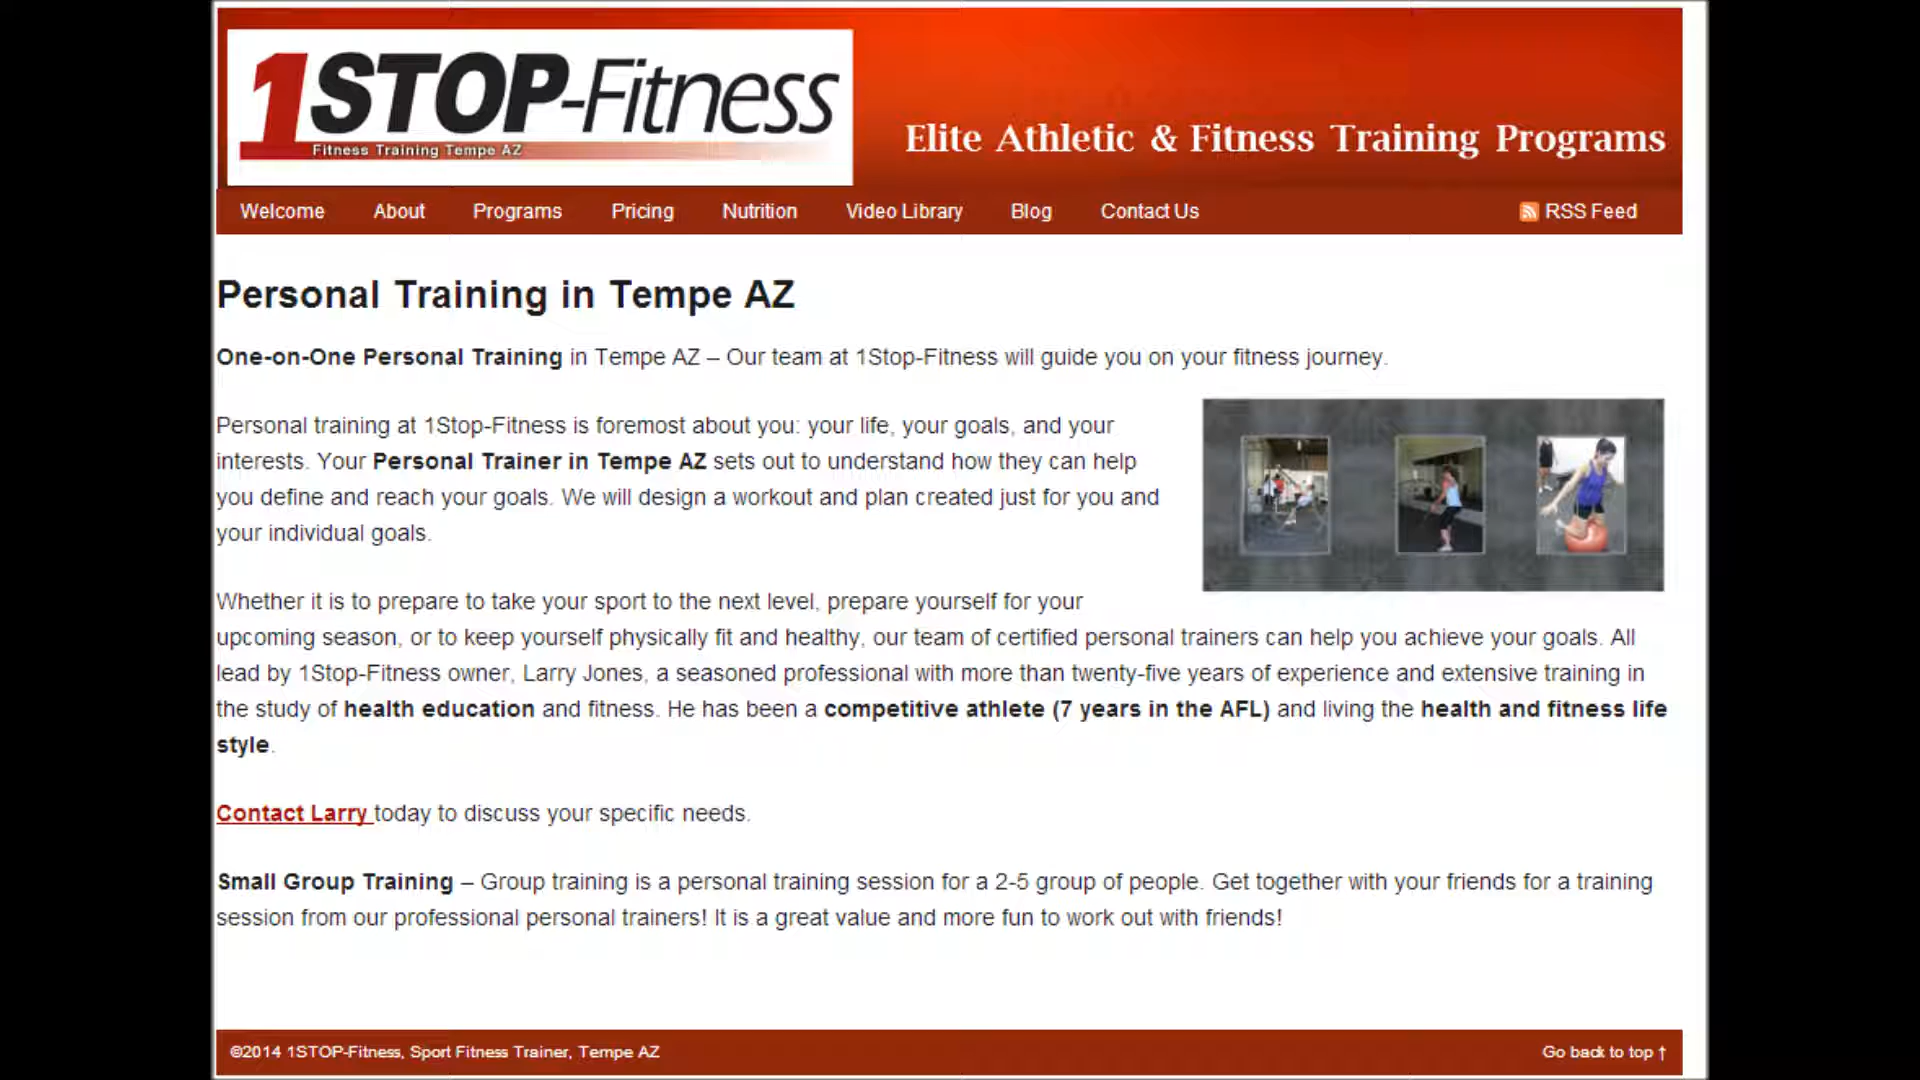 1STOP-Fitness
Fitness Training Tempe AZ
Elite Athletic & Fitness Training Programs
Welcome About Programs Pricing Nutrition Video Library Blog Contact Us RSS Feed
Personal Training in Tempe AZ
One-on-One Personal Training in Tempe AZ – Our team at 1Stop-Fitness will guide you on your fitness journey.
Personal training at 1Stop-Fitness is foremost about you: your life, your goals, and your
interests. Your Personal Trainer in Tempe AZ sets out to understand how they can help
you define and reach your goals. We will design a workout and plan created just for you and
your individual goals.
Whether it is to prepare to take your sport to the next level, prepare yourself for your
upcoming season, or to keep yourself physically fit and healthy, our team of certified personal trainers can help you achieve your goals. All
lead by 1Stop-Fitness owner, Larry Jones, a seasoned professional with more than twenty-five years of experience and extensive training in
the study of health education and fitness. He has been a competitive athlete (7 years in the AFL) and living the health and fitness life
style.
Contact Larry today to discuss your specific needs.
Small Group Training – Group training is a personal training session for a 2-5 group of people. Get together with your friends for a training
session from our professional personal trainers! It is a great value and more fun to work out with friends!
©2014 1STOP-Fitness, Sport Fitness Trainer, Tempe AZ
Go back to top ↑